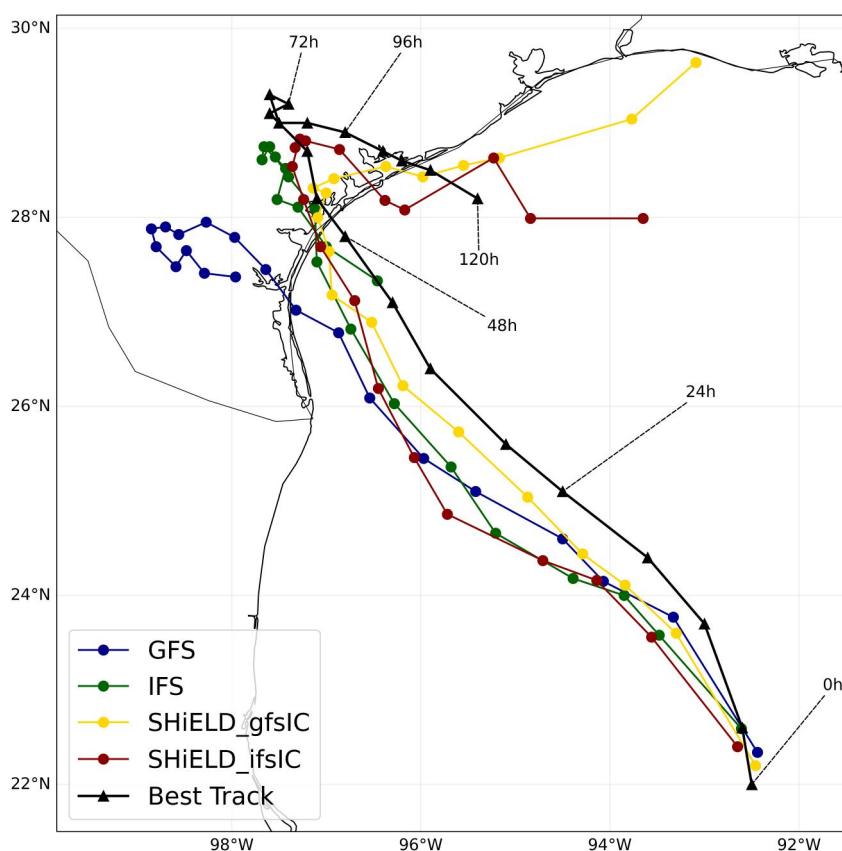 30°N
72h
96h
28°N
120h
48h
26°N
24h
24°N
0h
GFS
IFS
SHiELD_gfsIC
SHiELD_ifsIC
Best Track
22°N
98°W 96°W 94°W 92°W